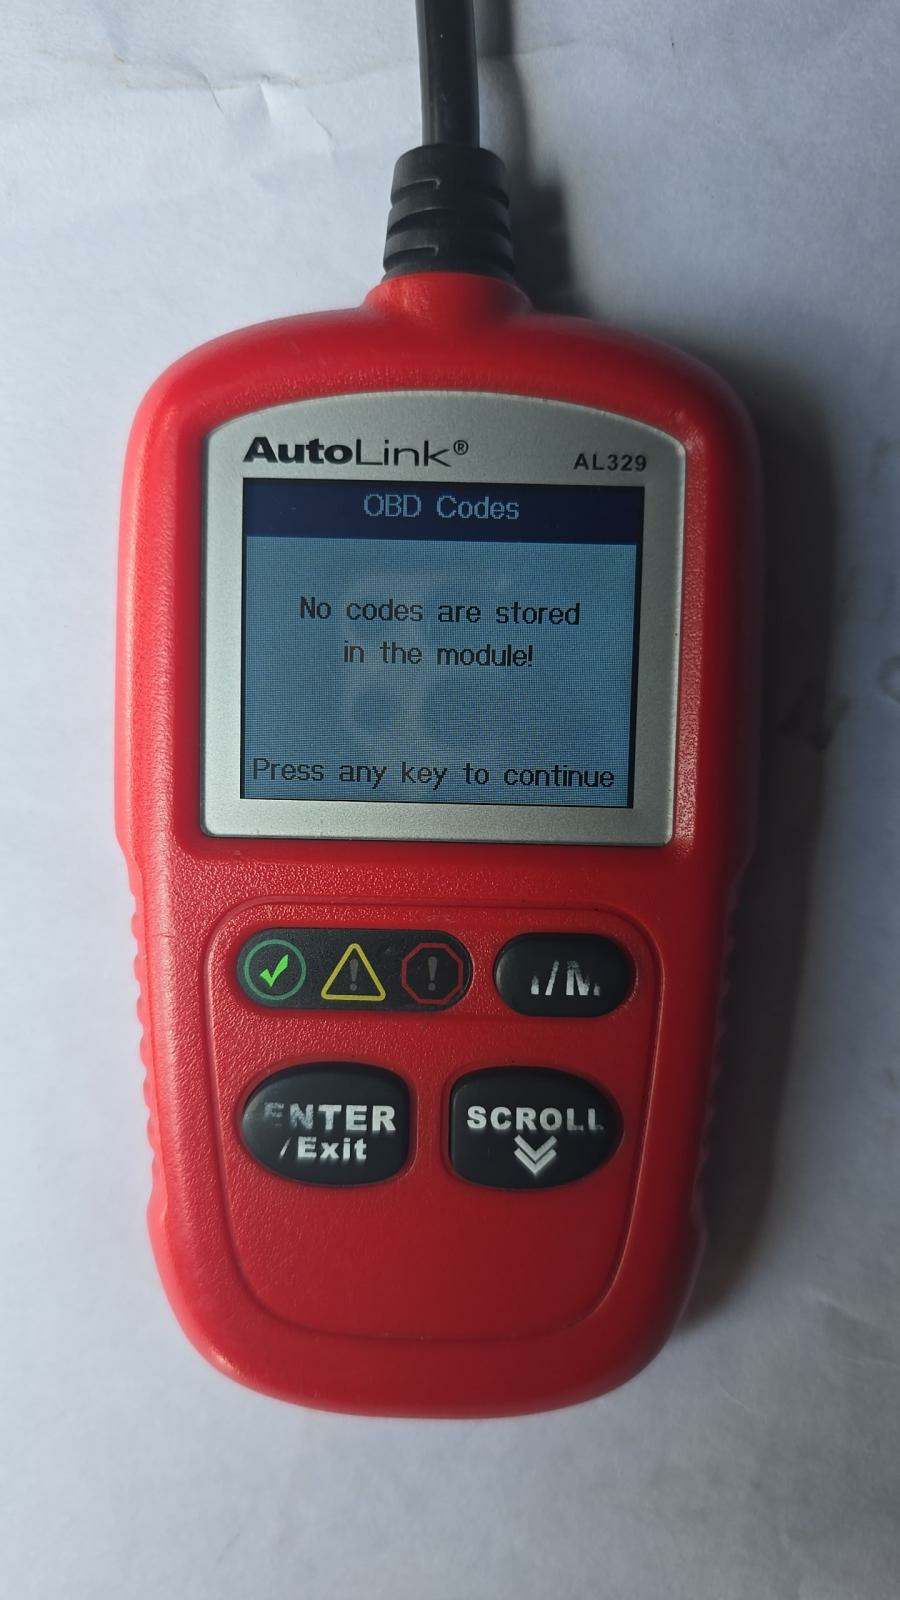 AutoLink®
AL329
OBD Codes
No codes are stored
in the module!
Press any key to continue
ENTER
/Exit
SCROLL